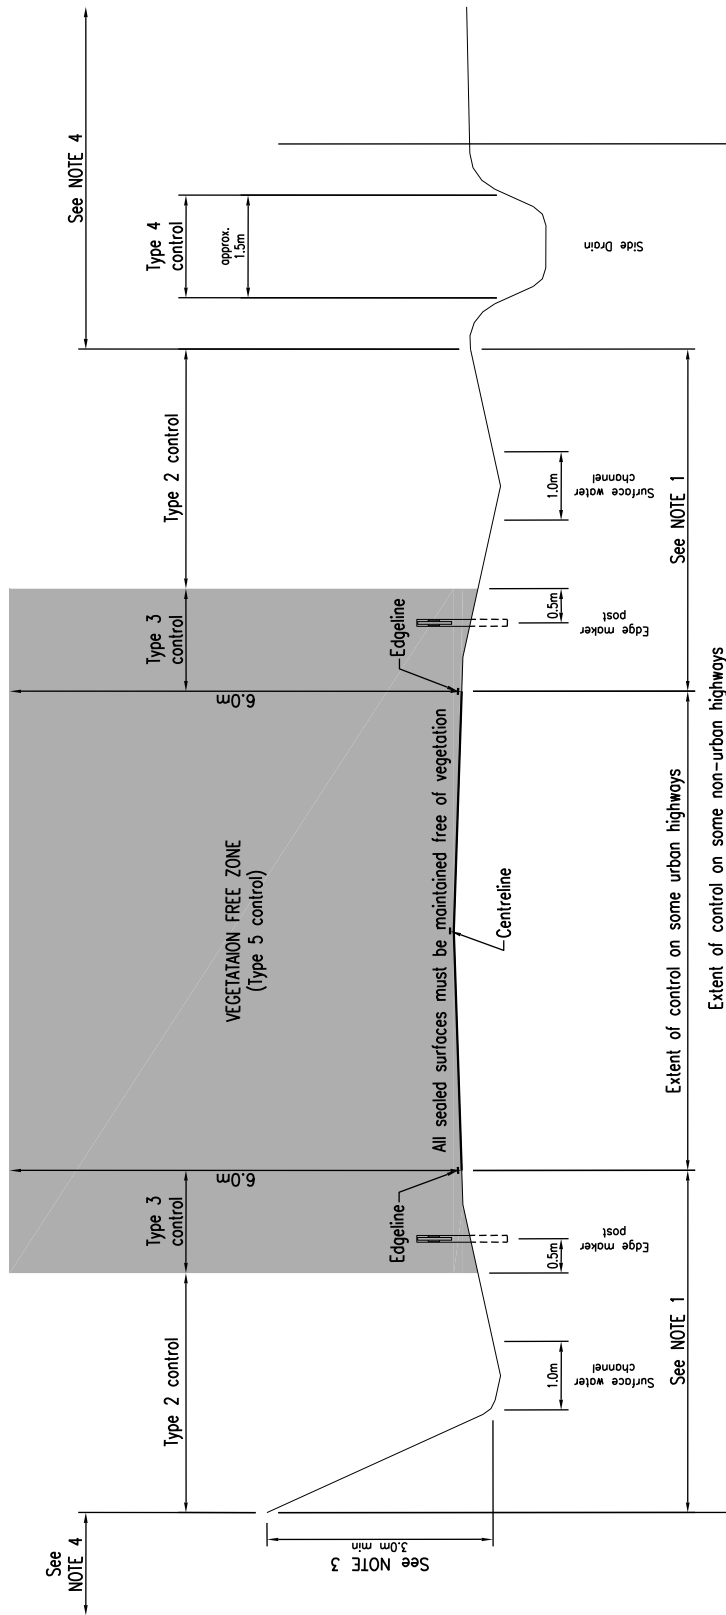 See
NOTE 4
See NOTE 4
Type 2 control
Type 3
control
Type 3
control
Type 2 control
Type 4
control
approx.
1.5m
6.0m
VEGETATAION FREE ZONE
(Type 5 control)
6.0m
See NOTE 3
3.0m min
Edgeline
All sealed surfaces must be maintained free of vegetation
Edgeline
Centreline
1.0m
Surface water
channel
0.5m
Edge maker
post
0.5m
Edge maker
post
1.0m
Surface water
channel
Side Drain
See NOTE 1
Extent of control on some urban highways
See NOTE 1
Extent of control on some non-urban highways